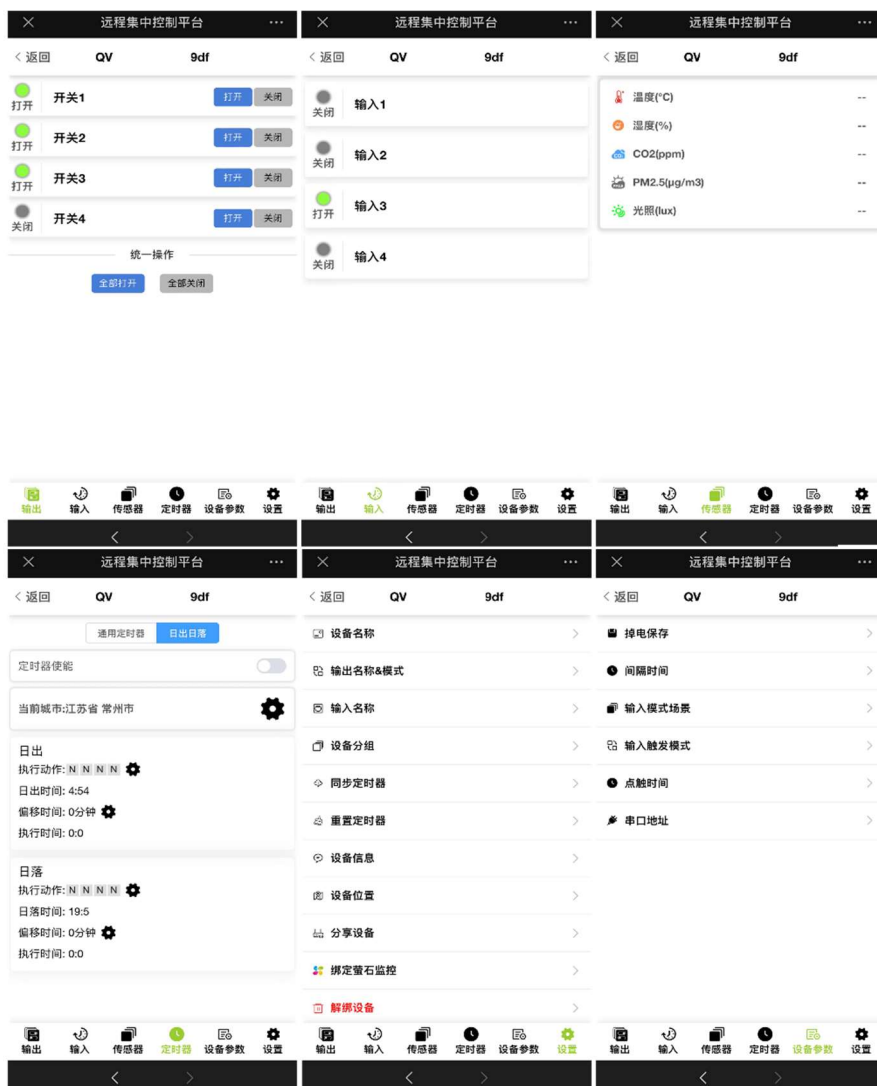 远程集中控制平台
返回 QV 9df
打开 开关1 打开 关闭
打开 开关2 打开 关闭
打开 开关3 打开 关闭
关闭 开关4 打开 关闭
统一操作
全部打开 全部关闭
输出 输入 传感器 定时器 设备参数 设置
远程集中控制平台
返回 QV 9df
关闭 输入1
关闭 输入2
打开 输入3
关闭 输入4
输出 输入 传感器 定时器 设备参数 设置
远程集中控制平台
返回 QV 9df
温度(°C) --
湿度(%) --
CO2(ppm) --
PM2.5(μg/m3) --
光照(lux) --
输出 输入 传感器 定时器 设备参数 设置
远程集中控制平台
返回 QV 9df
通用定时器 日出日落
定时器使能
当前城市:江苏省 常州市
日出
执行动作: N N N N
日出时间: 4:54
偏移时间: 0分钟
执行时间: 0:0
日落
执行动作: N N N N
日落时间: 19:5
偏移时间: 0分钟
执行时间: 0:0
输出 输入 传感器 定时器 设备参数 设置
远程集中控制平台
返回 QV 9df
设备名称
输出名称&模式
输入名称
设备分组
同步定时器
重置定时器
设备信息
设备位置
分享设备
绑定萤石监控
解绑设备
输出 输入 传感器 定时器 设备参数 设置
远程集中控制平台
返回 QV 9df
掉电保存
间隔时间
输入模式场景
输入触发模式
点触时间
串口地址
输出 输入 传感器 定时器 设备参数 设置